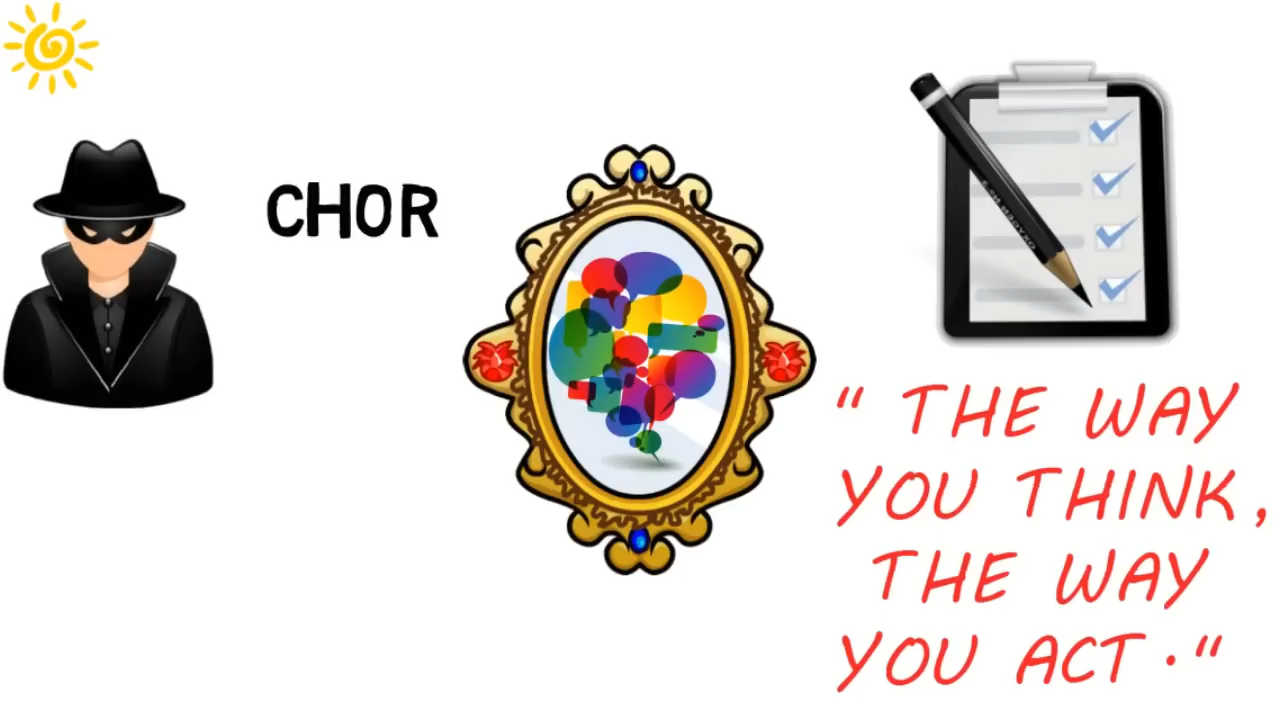 CHOR
“ THE WAY
YOU THINK,
THE WAY
YOU ACT."